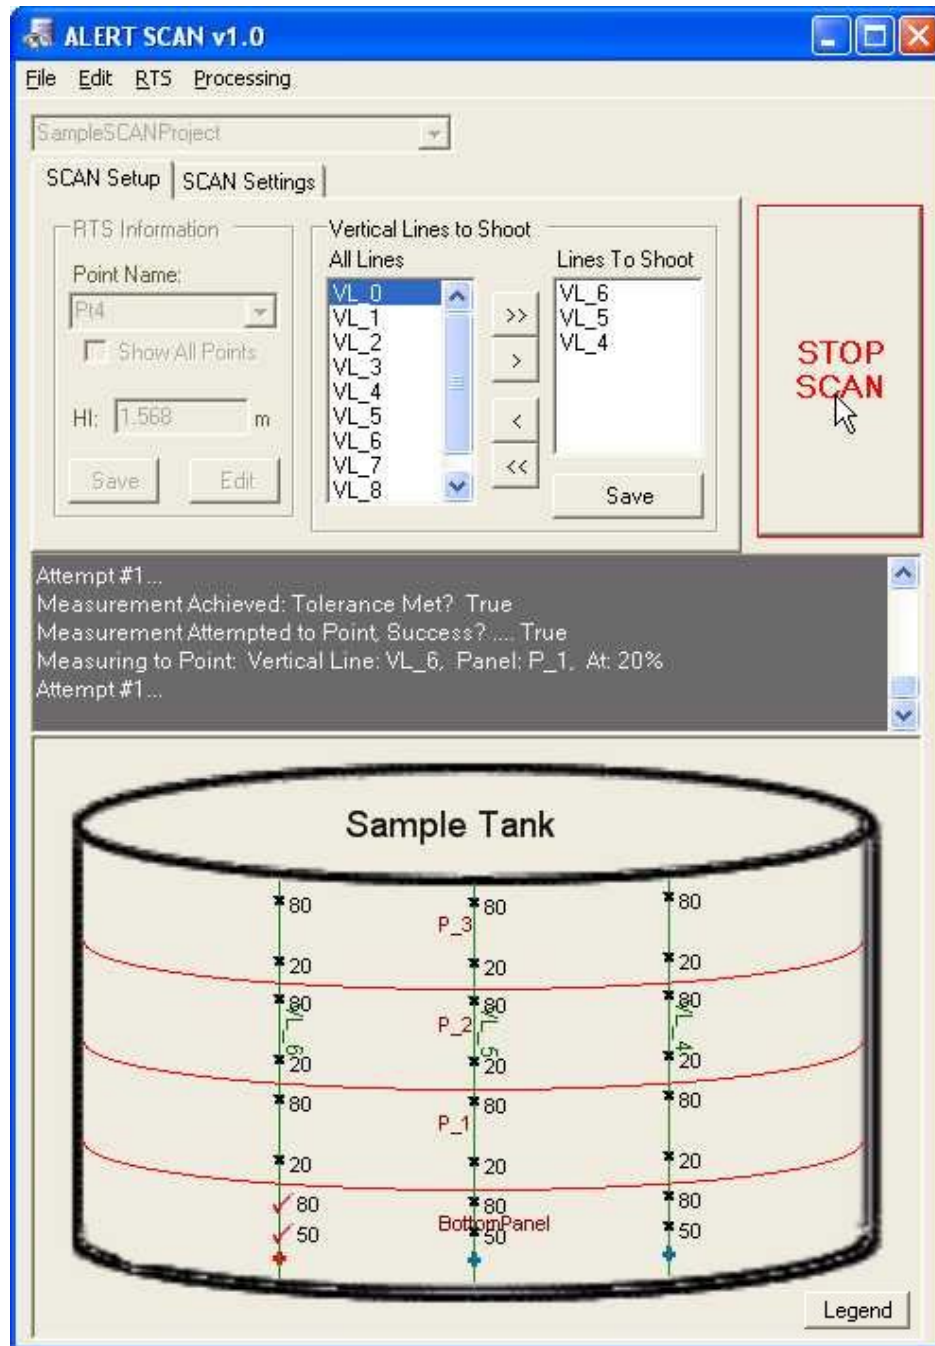 ALERT SCAN v1.0
File Edit RTS Processing
SampleSCANProject
SCAN Setup SCAN Settings
RTS Information
Point Name:
Pt4
Show All Points
HI: 1.568 m
Save Edit
Vertical Lines to Shoot
All Lines
VL_0
VL_1
VL_2
VL_3
VL_4
VL_5
VL_6
VL_7
VL_8
>>
>
<
<<
Lines To Shoot
VL_6
VL_5
VL_4
Save
STOP
SCAN
Attempt #1...
Measurement Achieved: Tolerance Met? True
Measurement Attempted to Point, Success? .... True
Measuring to Point: Vertical Line: VL_6, Panel: P_1, At: 20%
Attempt #1...
Sample Tank
80 80 80
P_3
20 20 20
80 80 80
VL_6 P_2 VL_5 VL_4
20 20 20
80 80 80
P_1
20 20 20
80 80 80
BottomPanel
50 50 50
Legend